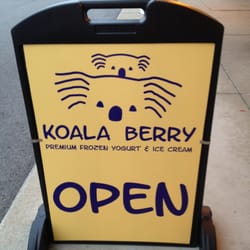 KOALA BERRY
PREMIUM FROZEN YOGURT & ICE CREAM
OPEN